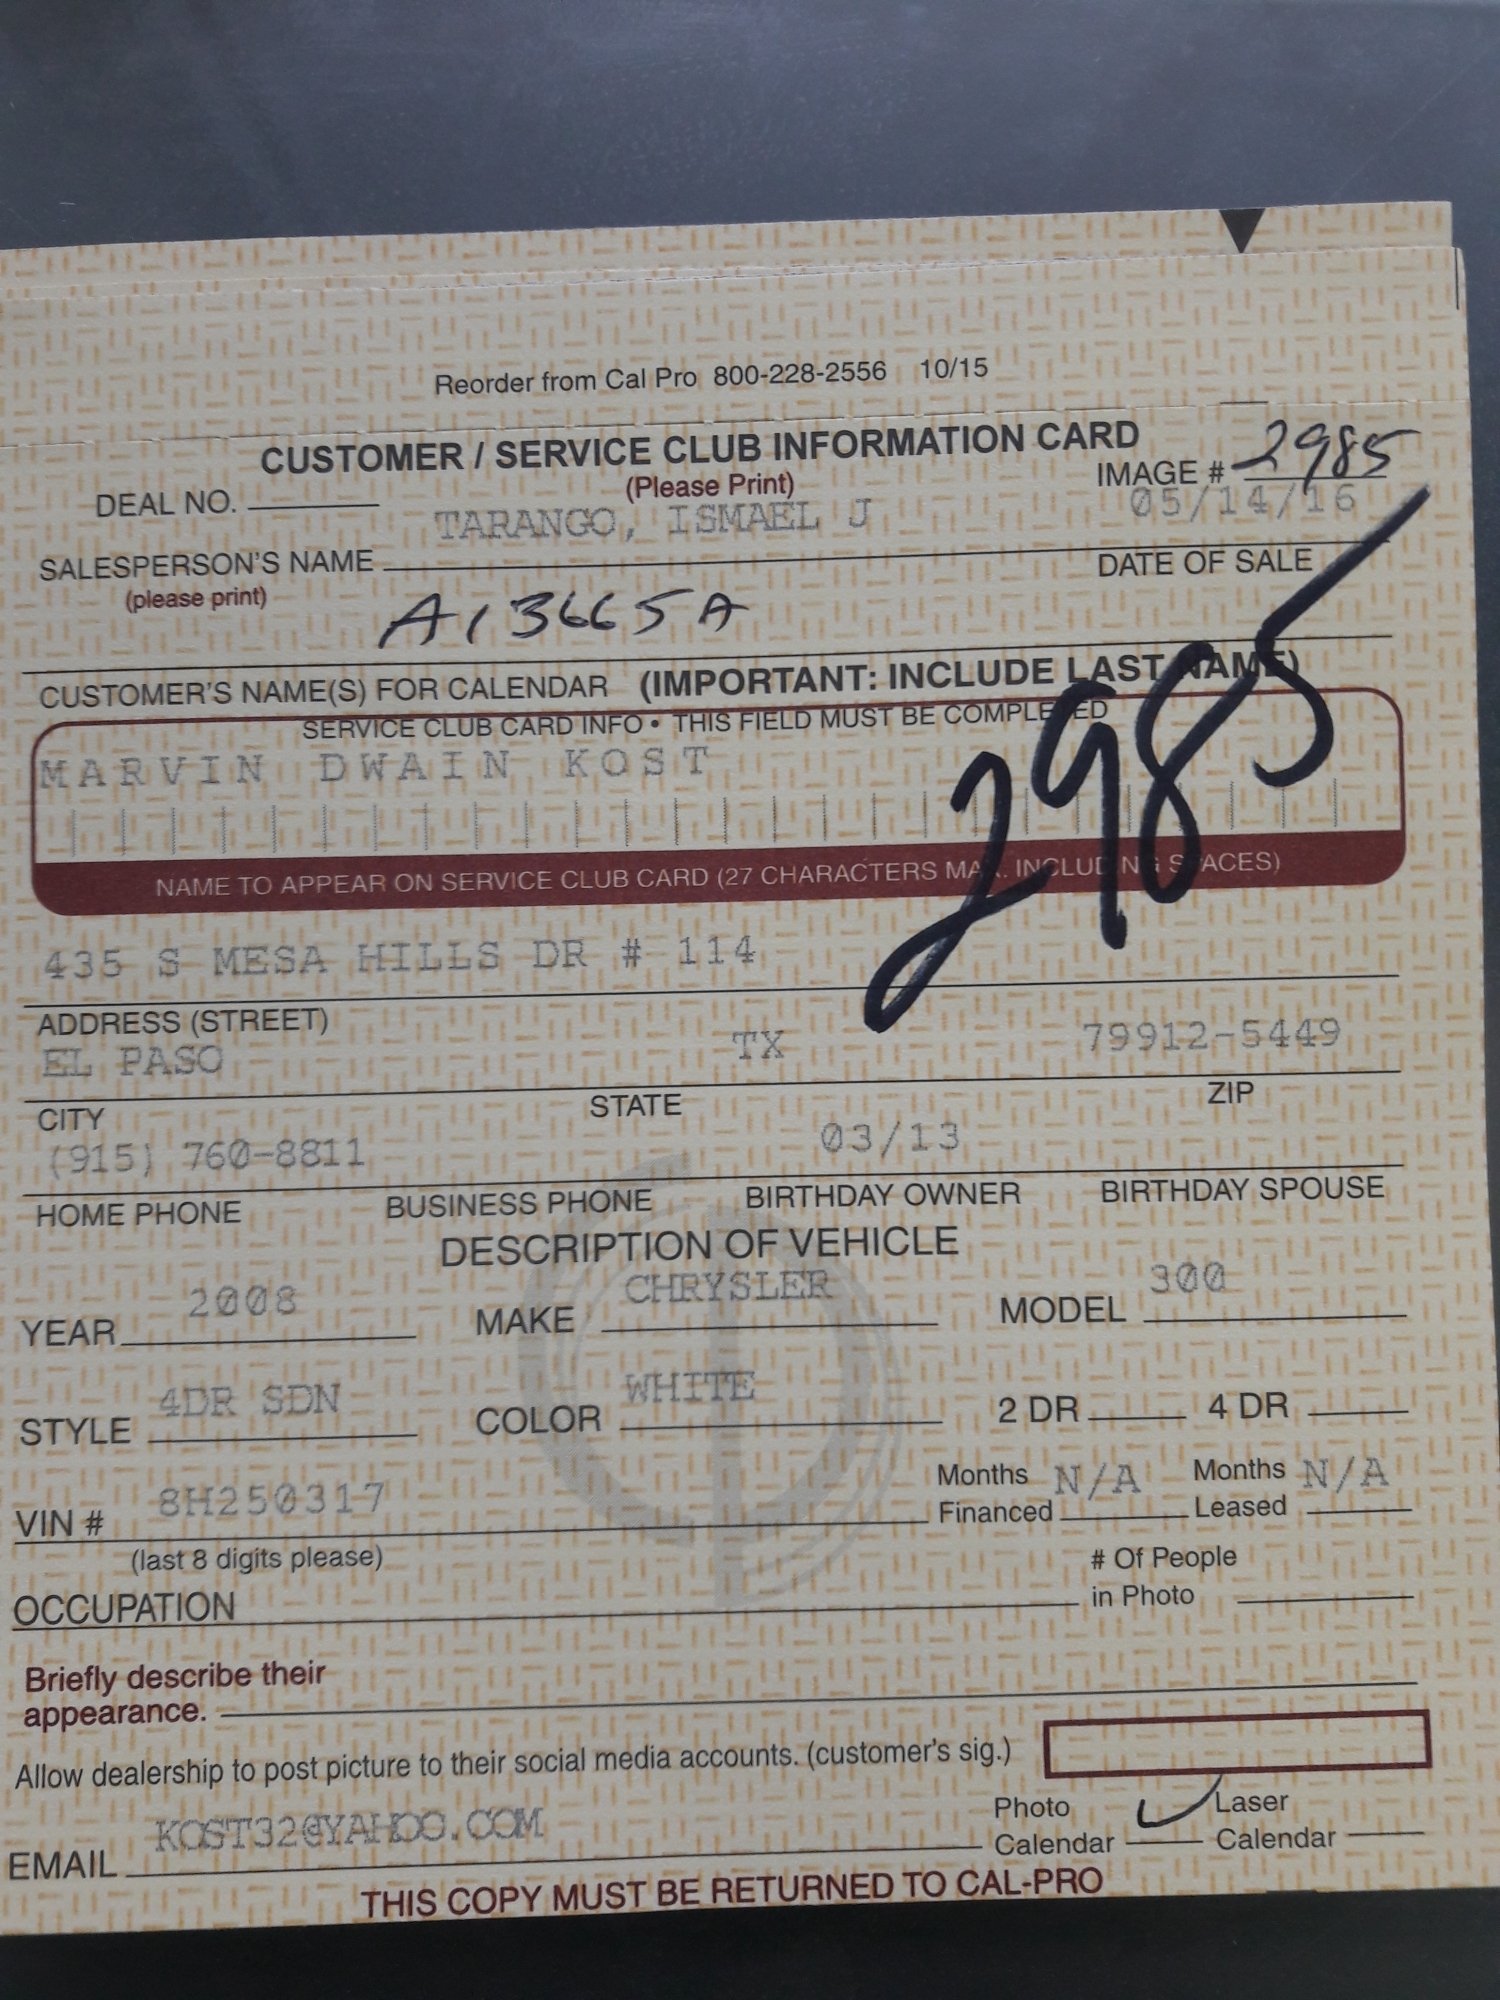 Reorder from Cal Pro 800-228-2556 10/15
CUSTOMER / SERVICE CLUB INFORMATION CARD
(Please Print)
IMAGE # 2985
DEAL NO.
TARANGO, ISMAEL J
05/14/16
SALESPERSON'S NAME
DATE OF SALE
(please print)
A13665A
CUSTOMER'S NAME(S) FOR CALENDAR (IMPORTANT: INCLUDE LAST NAME)
SERVICE CLUB CARD INFO • THIS FIELD MUST BE COMPLETED
MARVIN DWAIN KOST
2985
NAME TO APPEAR ON SERVICE CLUB CARD (27 CHARACTERS MAX. INCLUDING SPACES)
435 S MESA HILLS DR # 114
ADDRESS (STREET)
EL PASO TX 79912-5449
CITY STATE ZIP
(915) 760-8811 03/13
HOME PHONE BUSINESS PHONE BIRTHDAY OWNER BIRTHDAY SPOUSE
DESCRIPTION OF VEHICLE
YEAR 2008 MAKE CHRYSLER MODEL 300
STYLE 4DR SDN COLOR WHITE 2 DR 4 DR
VIN # 8H250317
Months Financed N/A
Months Leased N/A
(last 8 digits please)
# Of People
in Photo
OCCUPATION
Briefly describe their
appearance.
Allow dealership to post picture to their social media accounts. (customer's sig.)
EMAIL KOST32@YAHOO.COM
Photo
Calendar
Laser
Calendar
THIS COPY MUST BE RETURNED TO CAL-PRO